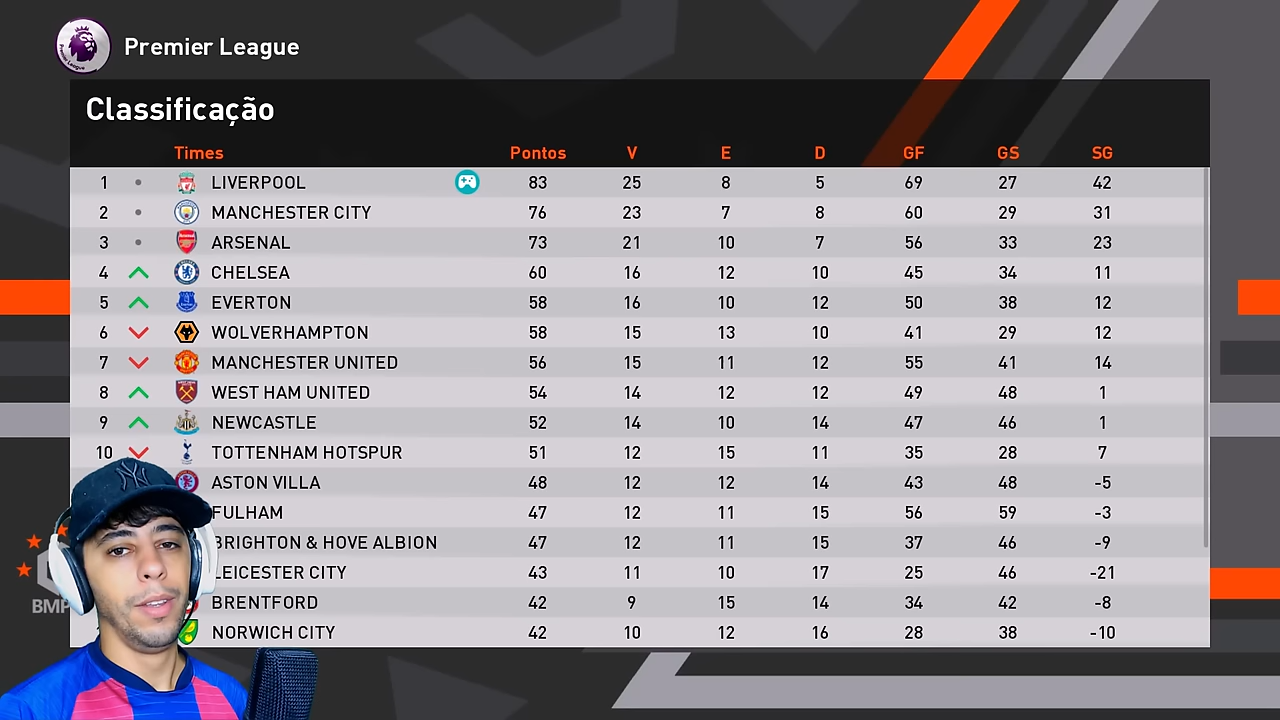 Premier League
Classificação
Times Pontos V E D GF GS SG
1 LIVERPOOL 83 25 8 5 69 27 42
2 MANCHESTER CITY 76 23 7 8 60 29 31
3 ARSENAL 73 21 10 7 56 33 23
4 CHELSEA 60 16 12 10 45 34 11
5 EVERTON 58 16 10 12 50 38 12
6 WOLVERHAMPTON 58 15 13 10 41 29 12
7 MANCHESTER UNITED 56 15 11 12 55 41 14
8 WEST HAM UNITED 54 14 12 12 49 48 1
9 NEWCASTLE 52 14 10 14 47 46 1
10 TOTTENHAM HOTSPUR 51 12 15 11 35 28 7
ASTON VILLA 48 12 12 14 43 48 -5
FULHAM 47 12 11 15 56 59 -3
BRIGHTON & HOVE ALBION 47 12 11 15 37 46 -9
LEICESTER CITY 43 11 10 17 25 46 -21
BRENTFORD 42 9 15 14 34 42 -8
NORWICH CITY 42 10 12 16 28 38 -10
BMP